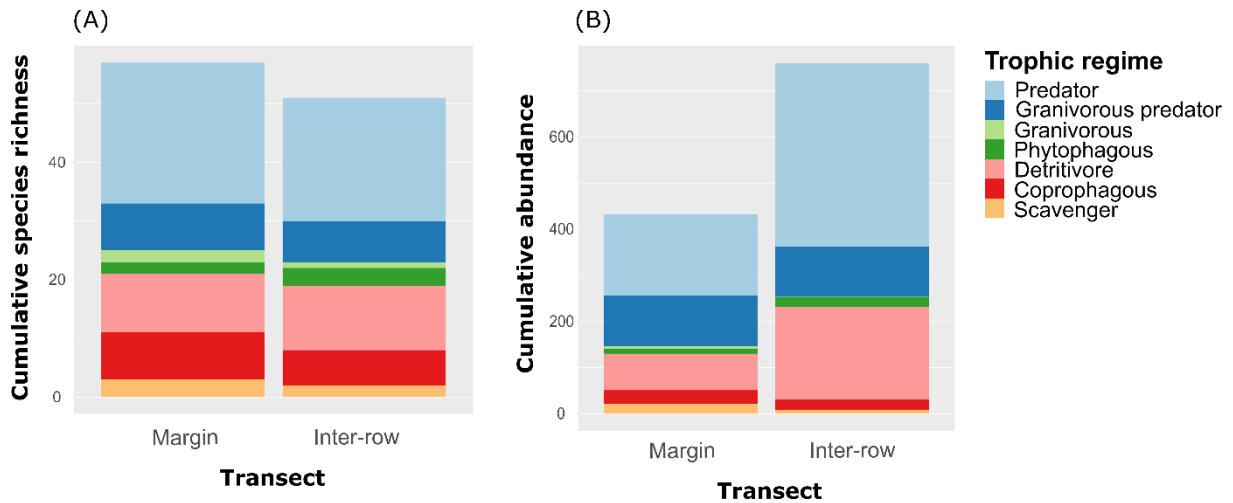 (A)
Cumulative species richness
40
20
0
Margin
Inter-row
Transect
(B)
Cumulative abundance
600
400
200
0
Margin
Inter-row
Transect
Trophic regime
Predator
Granivorous predator
Granivorous
Phytophagous
Detritivore
Coprophagous
Scavenger